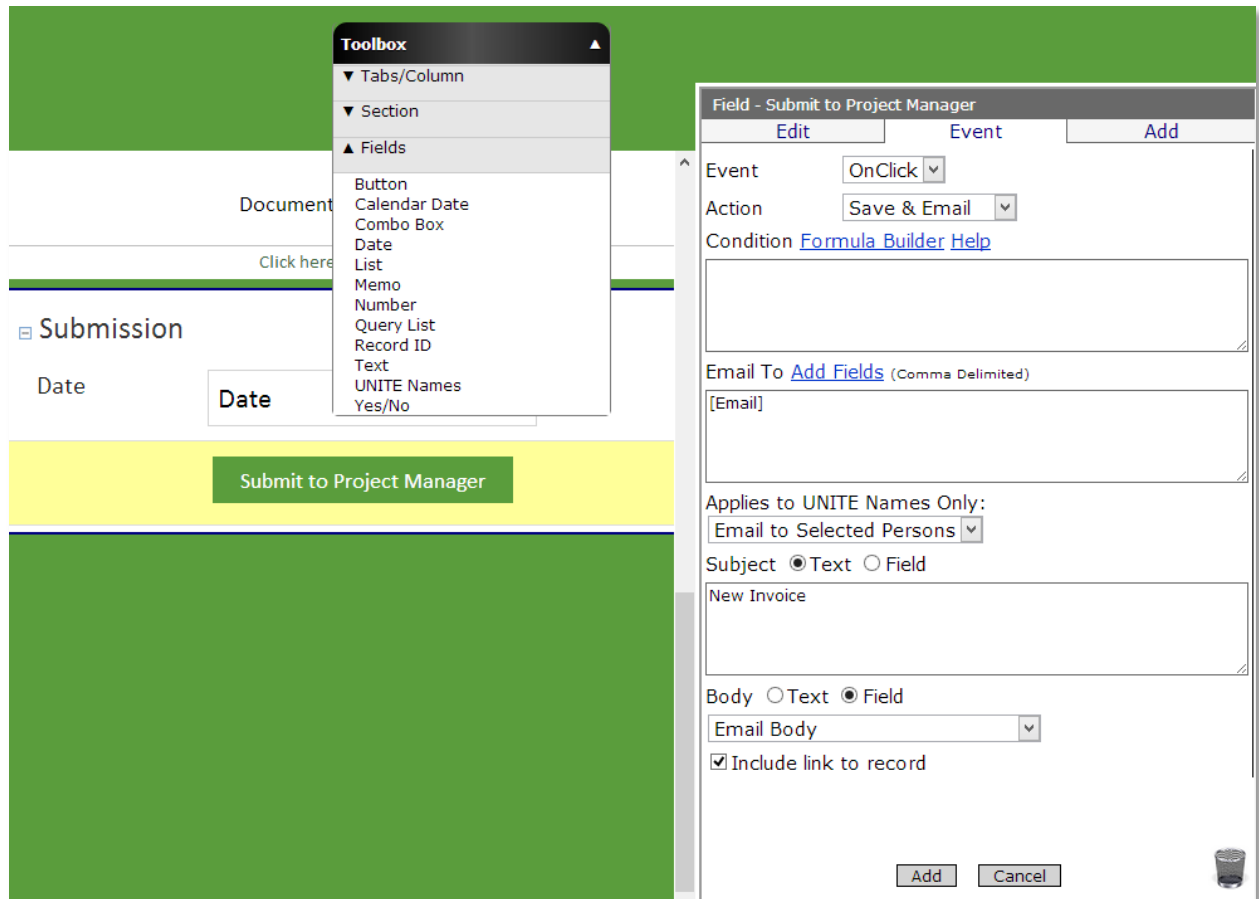 Toolbox ▲
▼ Tabs/Column
▼ Section
▲ Fields
Button
Calendar Date
Combo Box
Date
List
Memo
Number
Query List
Record ID
Text
UNITE Names
Yes/No
Document
Click here
Submission
Date
Date
Submit to Project Manager
Field - Submit to Project Manager
Edit Event Add
Event OnClick
Action Save & Email
Condition Formula Builder Help
Email To Add Fields (Comma Delimited)
[Email]
Applies to UNITE Names Only:
Email to Selected Persons
Subject Text Field
New Invoice
Body Text Field
Email Body
Include link to record
Add Cancel